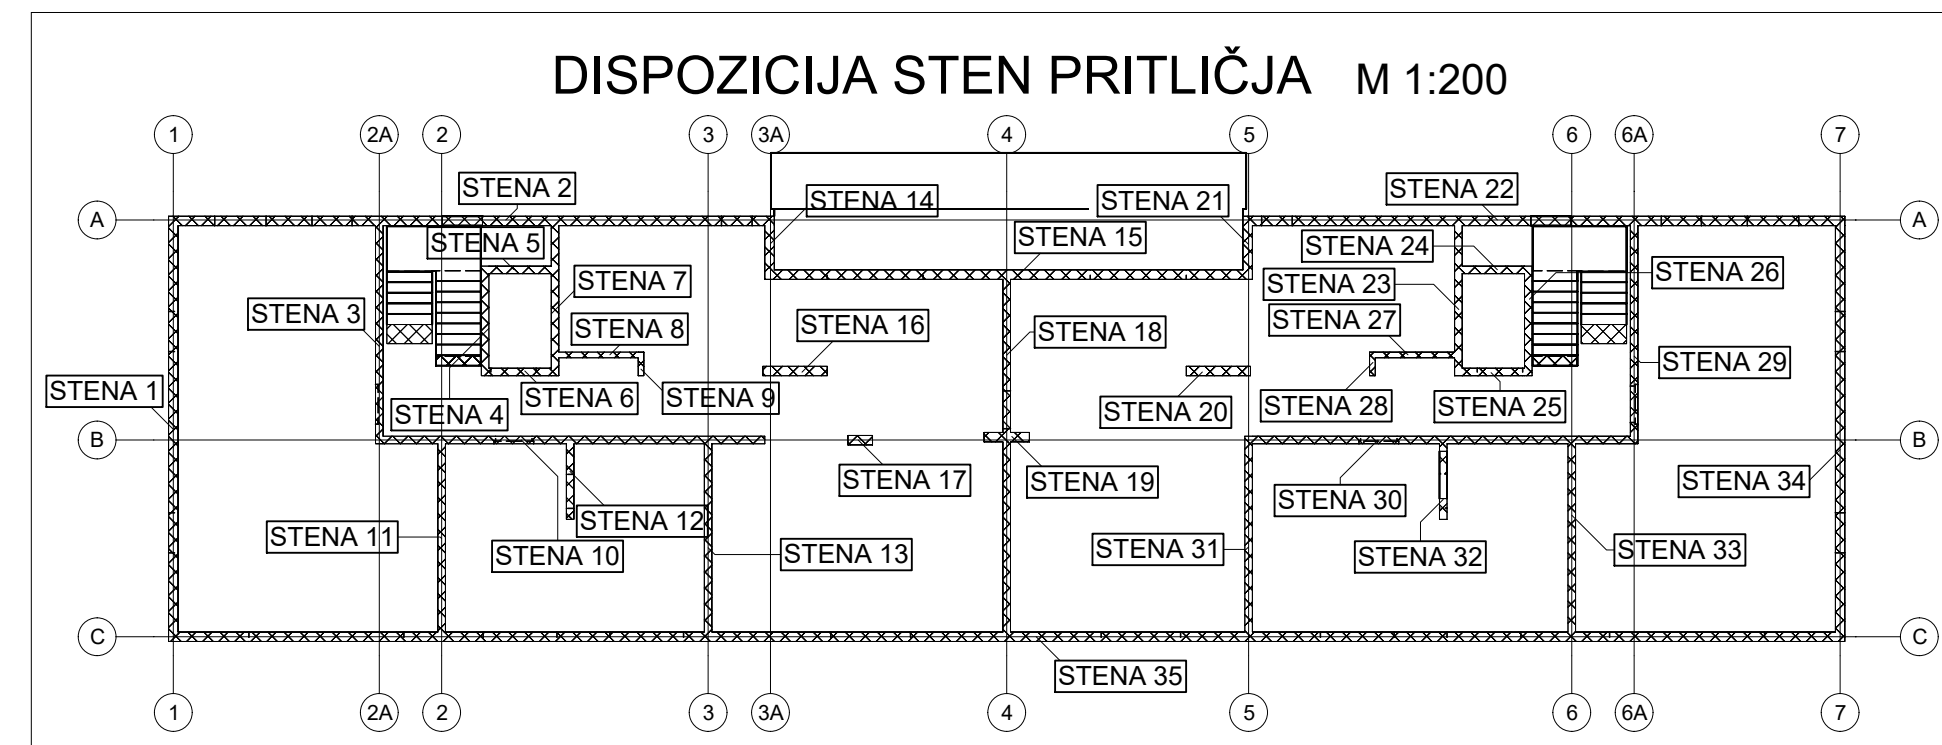 DISPOZICIJA STEN PRITLIČJA M 1:200
1 2A 2 3 3A 4 5 6 6A 7
STENA 2
STENA 22
STENA 14
STENA 21
A A
STENA 5
STENA 15
STENA 24
STENA 26
STENA 7
STENA 23
STENA 3
STENA 16
STENA 27
STENA 8
STENA 18
STENA 29
STENA 1
STENA 6
STENA 9
STENA 28
STENA 25
STENA 4
STENA 20
B B
STENA 17
STENA 19
STENA 34
STENA 30
STENA 12
STENA 11
STENA 31
STENA 33
STENA 10
STENA 13
STENA 32
C C
STENA 35
1 2A 2 3 3A 4 5 6 6A 7